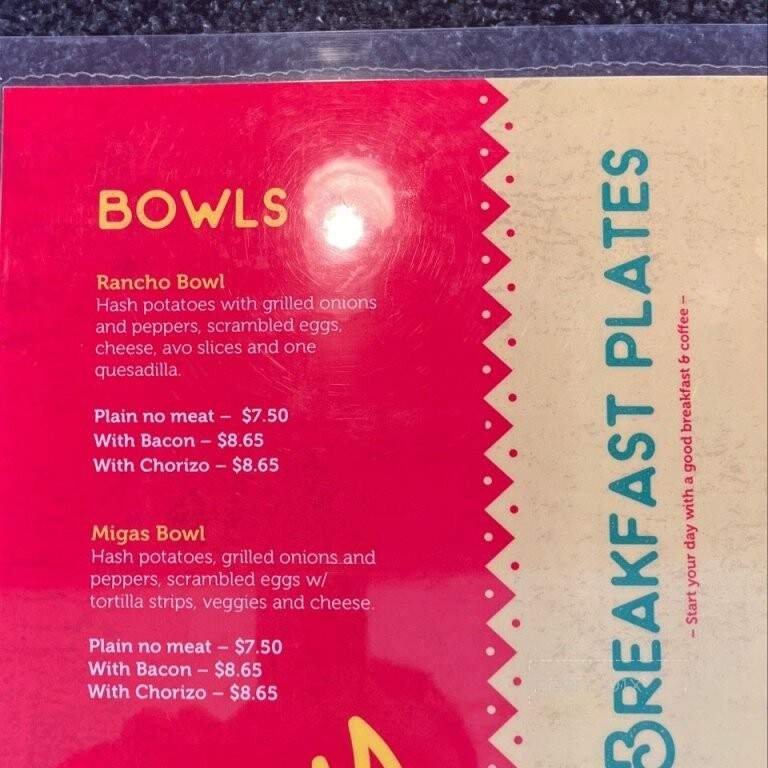 BOWLS
Rancho Bowl
Hash potatoes with grilled onions
and peppers, scrambled eggs,
cheese, avo slices and one
quesadilla.
Plain no meat – $7.50
With Bacon – $8.65
With Chorizo – $8.65
Migas Bowl
Hash potatoes, grilled onions and
peppers, scrambled eggs w/
tortilla strips, veggies and cheese.
Plain no meat – $7.50
With Bacon – $8.65
With Chorizo – $8.65
BREAKFAST PLATES
– Start your day with a good breakfast & coffee –